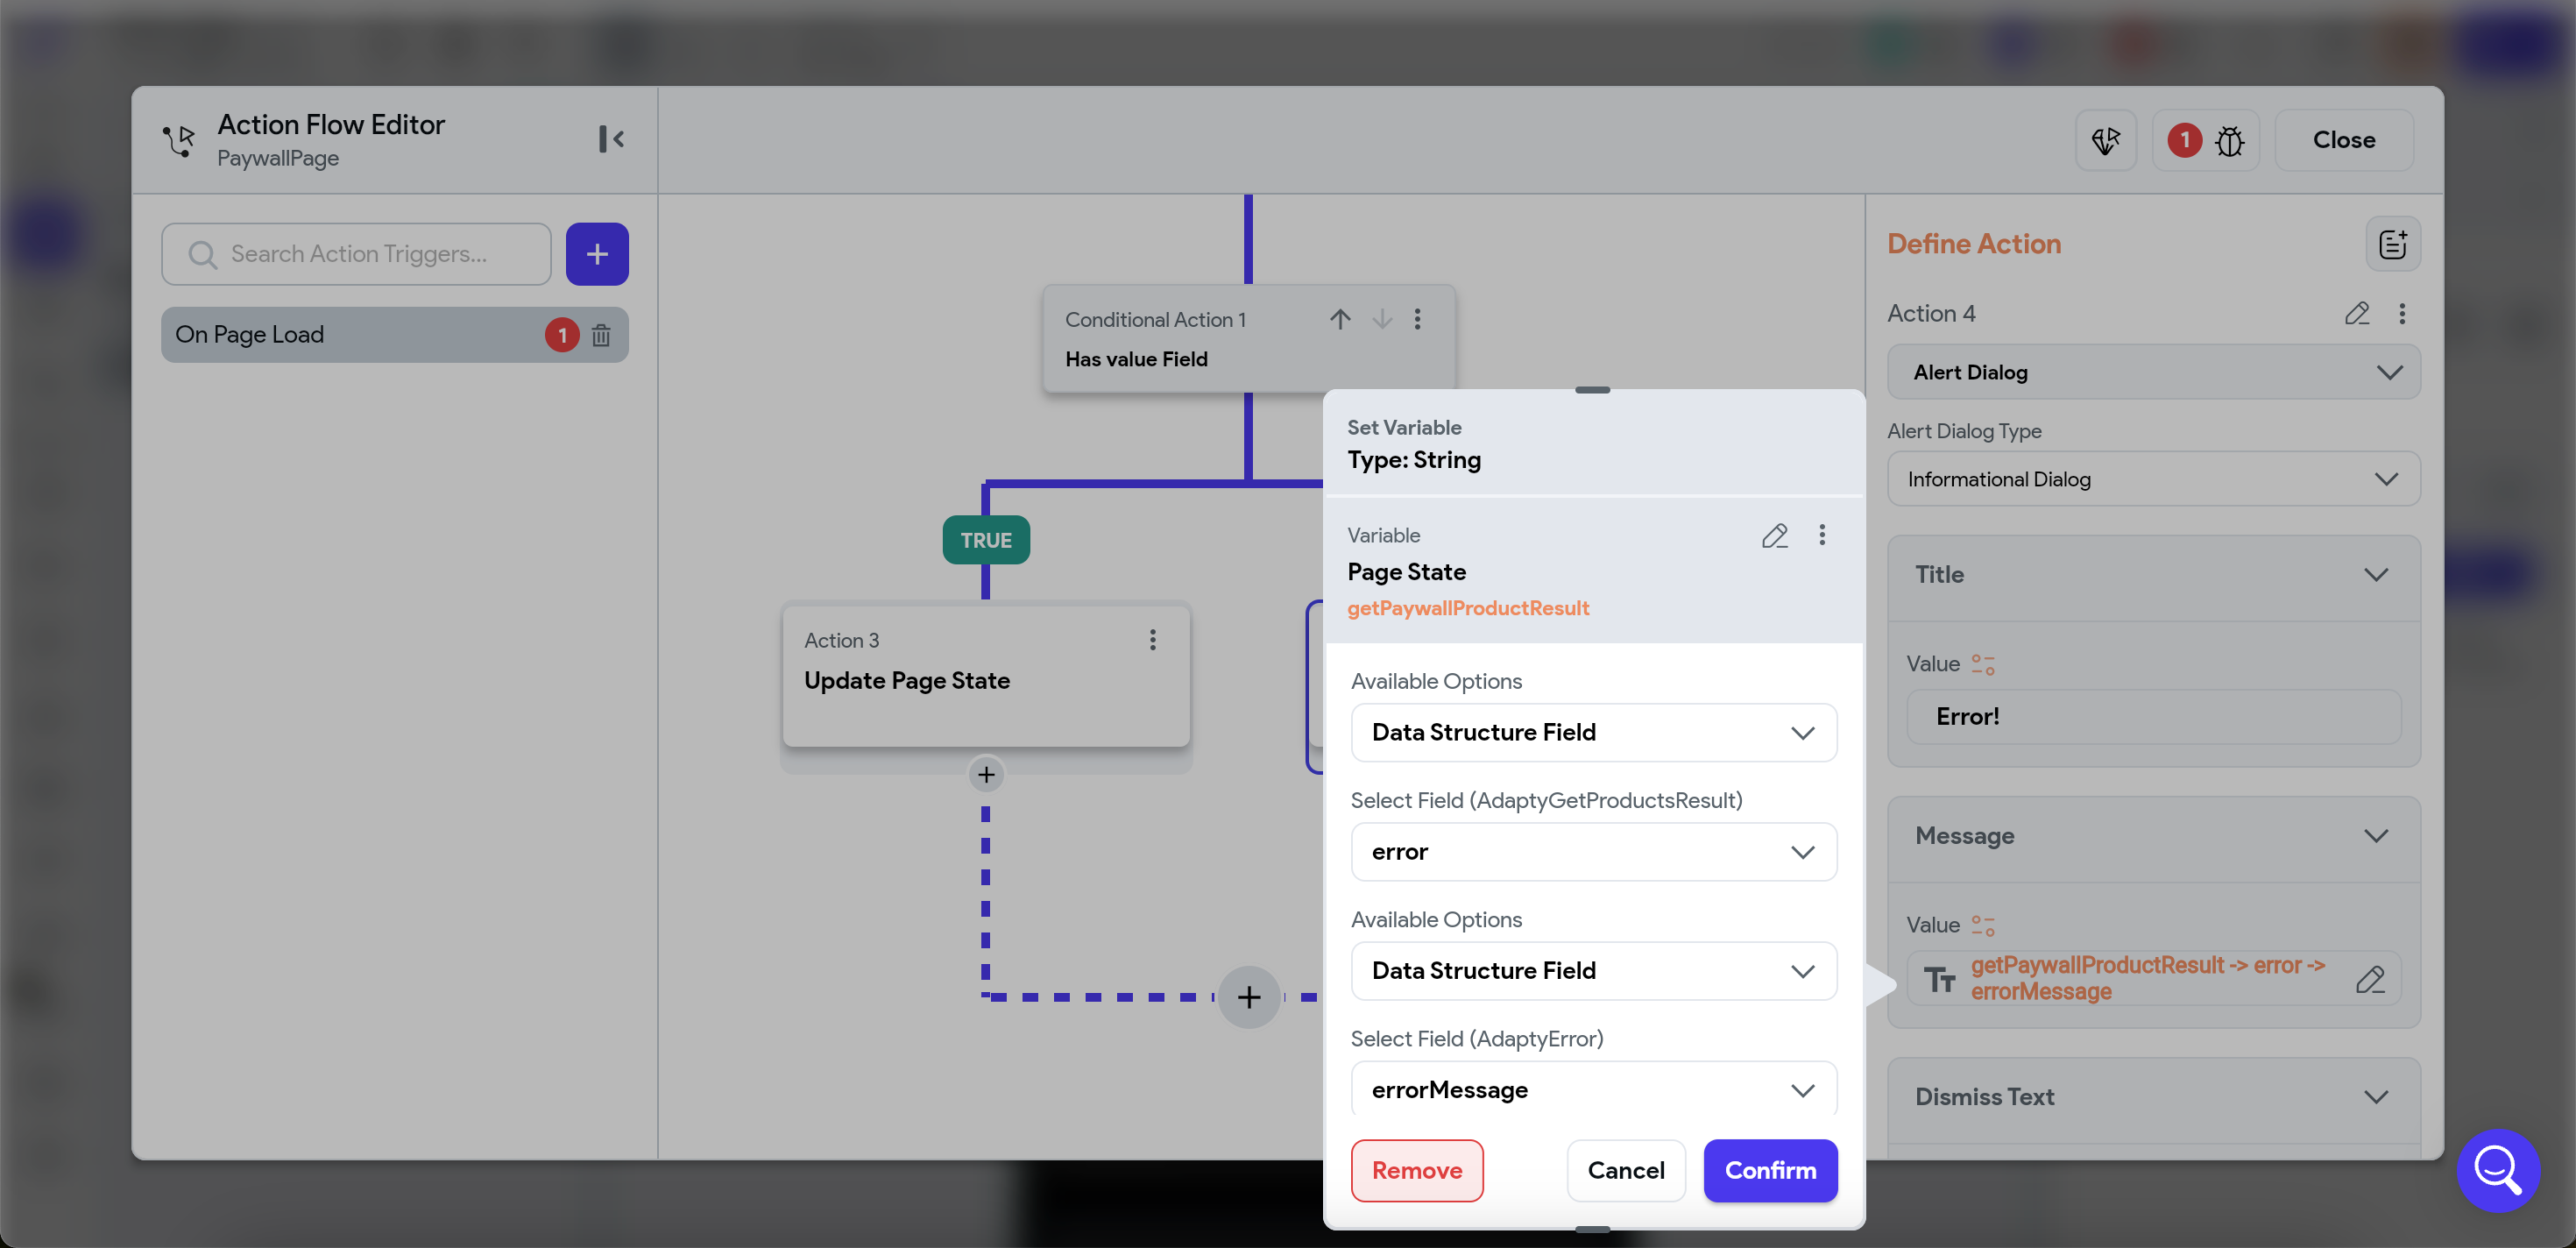 Action Flow Editor
PaywallPage
1
Close
Search Action Triggers...
On Page Load
1
Conditional Action 1
Has value Field
TRUE
Action 3
Update Page State
Set Variable
Type: String
Variable
Page State
getPaywallProductResult
Available Options
Data Structure Field
Select Field (AdaptyGetProductsResult)
error
Available Options
Data Structure Field
Select Field (AdaptyError)
errorMessage
Remove
Cancel
Confirm
Define Action
Action 4
Alert Dialog
Alert Dialog Type
Informational Dialog
Title
Value
Error!
Message
Value
getPaywallProductResult -> error ->
errorMessage
Dismiss Text